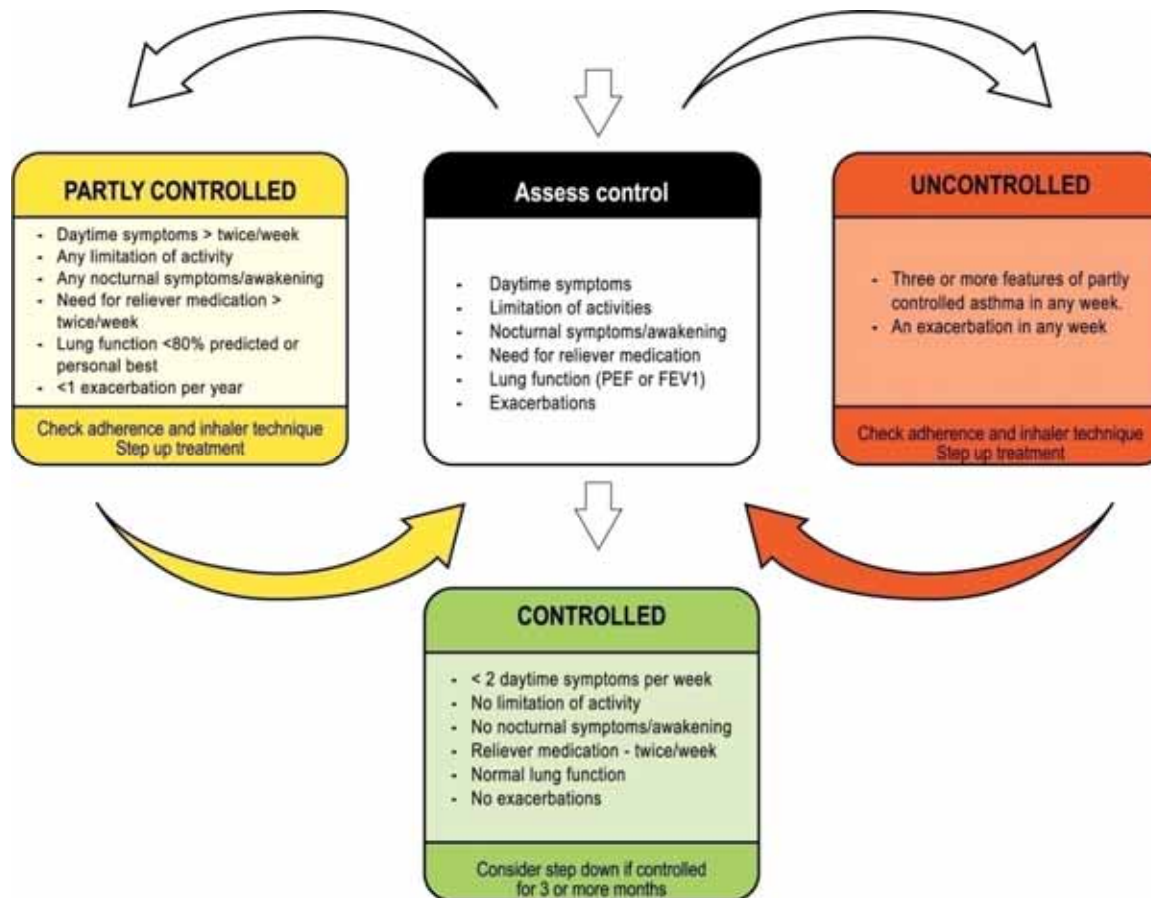 PARTLY CONTROLLED
- Daytime symptoms > twice/week
- Any limitation of activity
- Any nocturnal symptoms/awakening
- Need for reliever medication >
twice/week
- Lung function <80% predicted or
personal best
- <1 exacerbation per year
Check adherence and inhaler technique
Step up treatment
Assess control
- Daytime symptoms
- Limitation of activities
- Nocturnal symptoms/awakening
- Need for reliever medication
- Lung function (PEF or FEV1)
- Exacerbations
UNCONTROLLED
- Three or more features of partly
controlled asthma in any week.
- An exacerbation in any week
Check adherence and inhaler technique
Step up treatment
CONTROLLED
- < 2 daytime symptoms per week
- No limitation of activity
- No nocturnal symptoms/awakening
- Reliever medication - twice/week
- Normal lung function
- No exacerbations
Consider step down if controlled
for 3 or more months